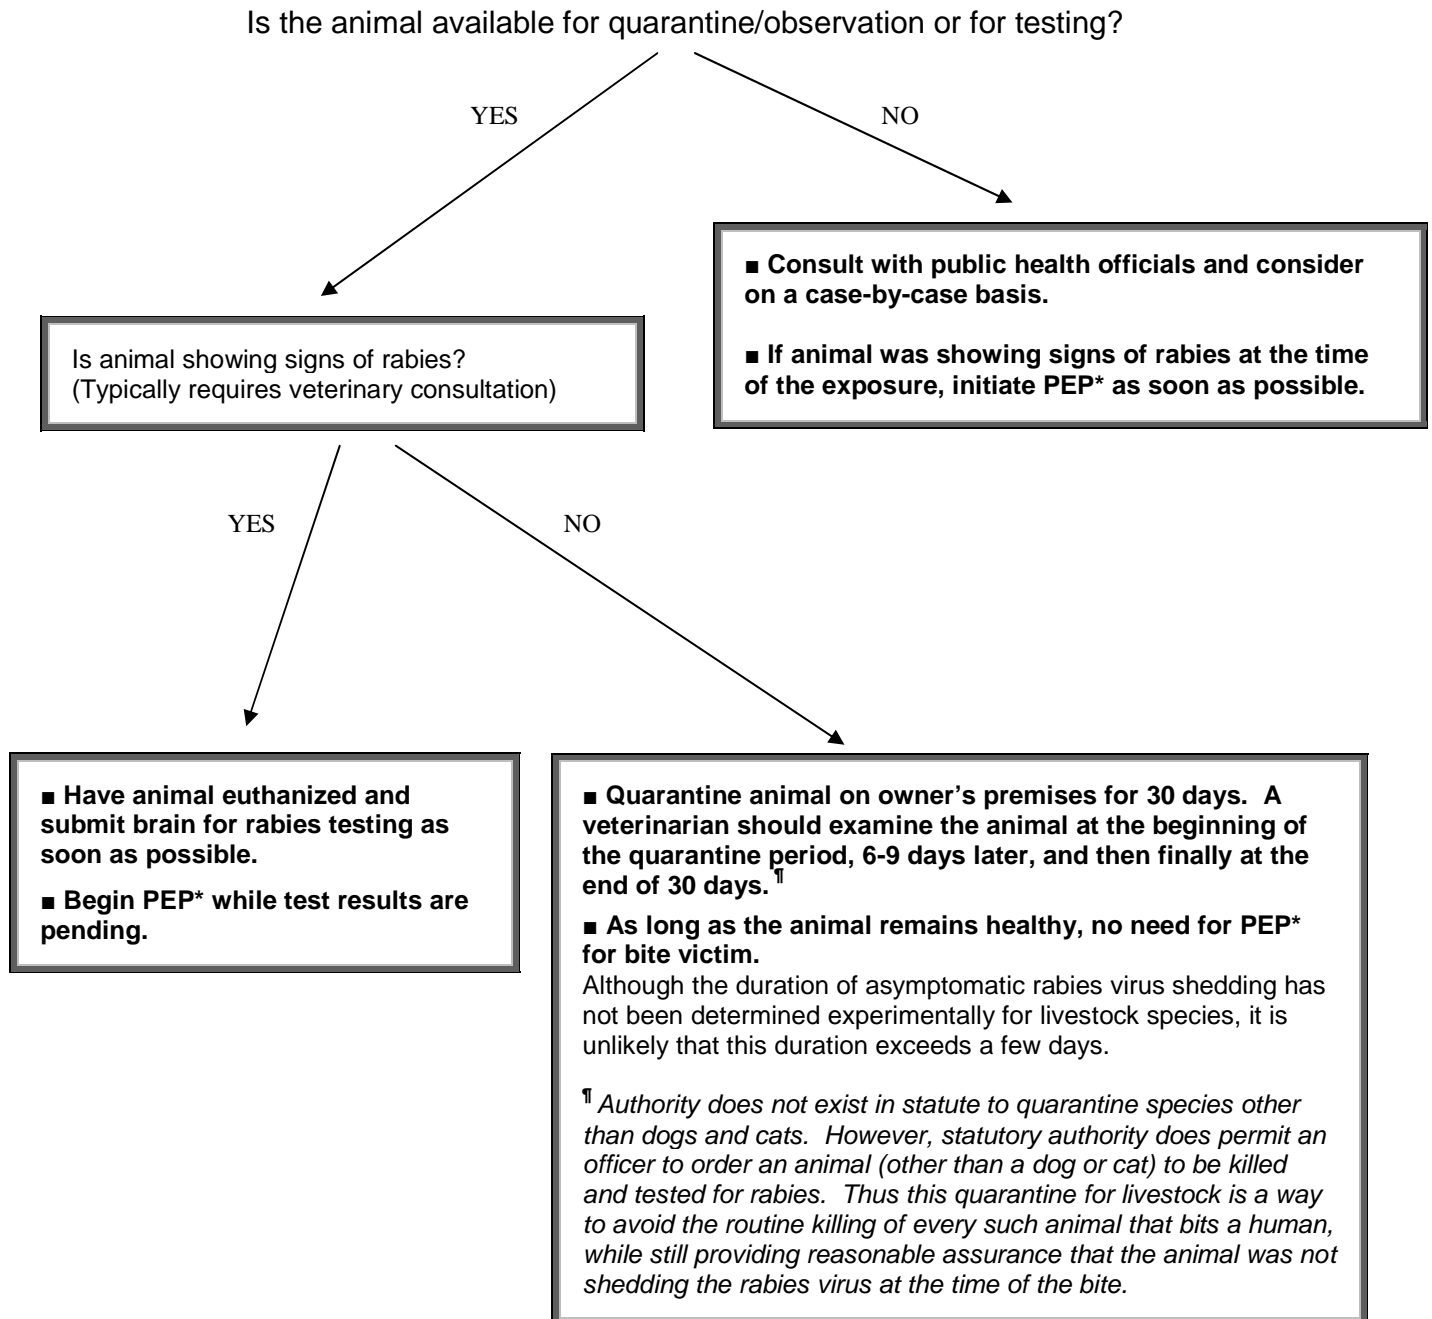 Is the animal available for quarantine/observation or for testing?
YES
NO
■ Consult with public health officials and consider
on a case-by-case basis.
■ If animal was showing signs of rabies at the time
of the exposure, initiate PEP* as soon as possible.
Is animal showing signs of rabies?
(Typically requires veterinary consultation)
YES
NO
■ Have animal euthanized and
submit brain for rabies testing as
soon as possible.
■ Begin PEP* while test results are
pending.
■ Quarantine animal on owner’s premises for 30 days. A
veterinarian should examine the animal at the beginning of
the quarantine period, 6-9 days later, and then finally at the
end of 30 days. ¶
■ As long as the animal remains healthy, no need for PEP*
for bite victim.
Although the duration of asymptomatic rabies virus shedding has
not been determined experimentally for livestock species, it is
unlikely that this duration exceeds a few days.
¶ Authority does not exist in statute to quarantine species other
than dogs and cats. However, statutory authority does permit an
officer to order an animal (other than a dog or cat) to be killed
and tested for rabies. Thus this quarantine for livestock is a way
to avoid the routine killing of every such animal that bits a human,
while still providing reasonable assurance that the animal was not
shedding the rabies virus at the time of the bite.